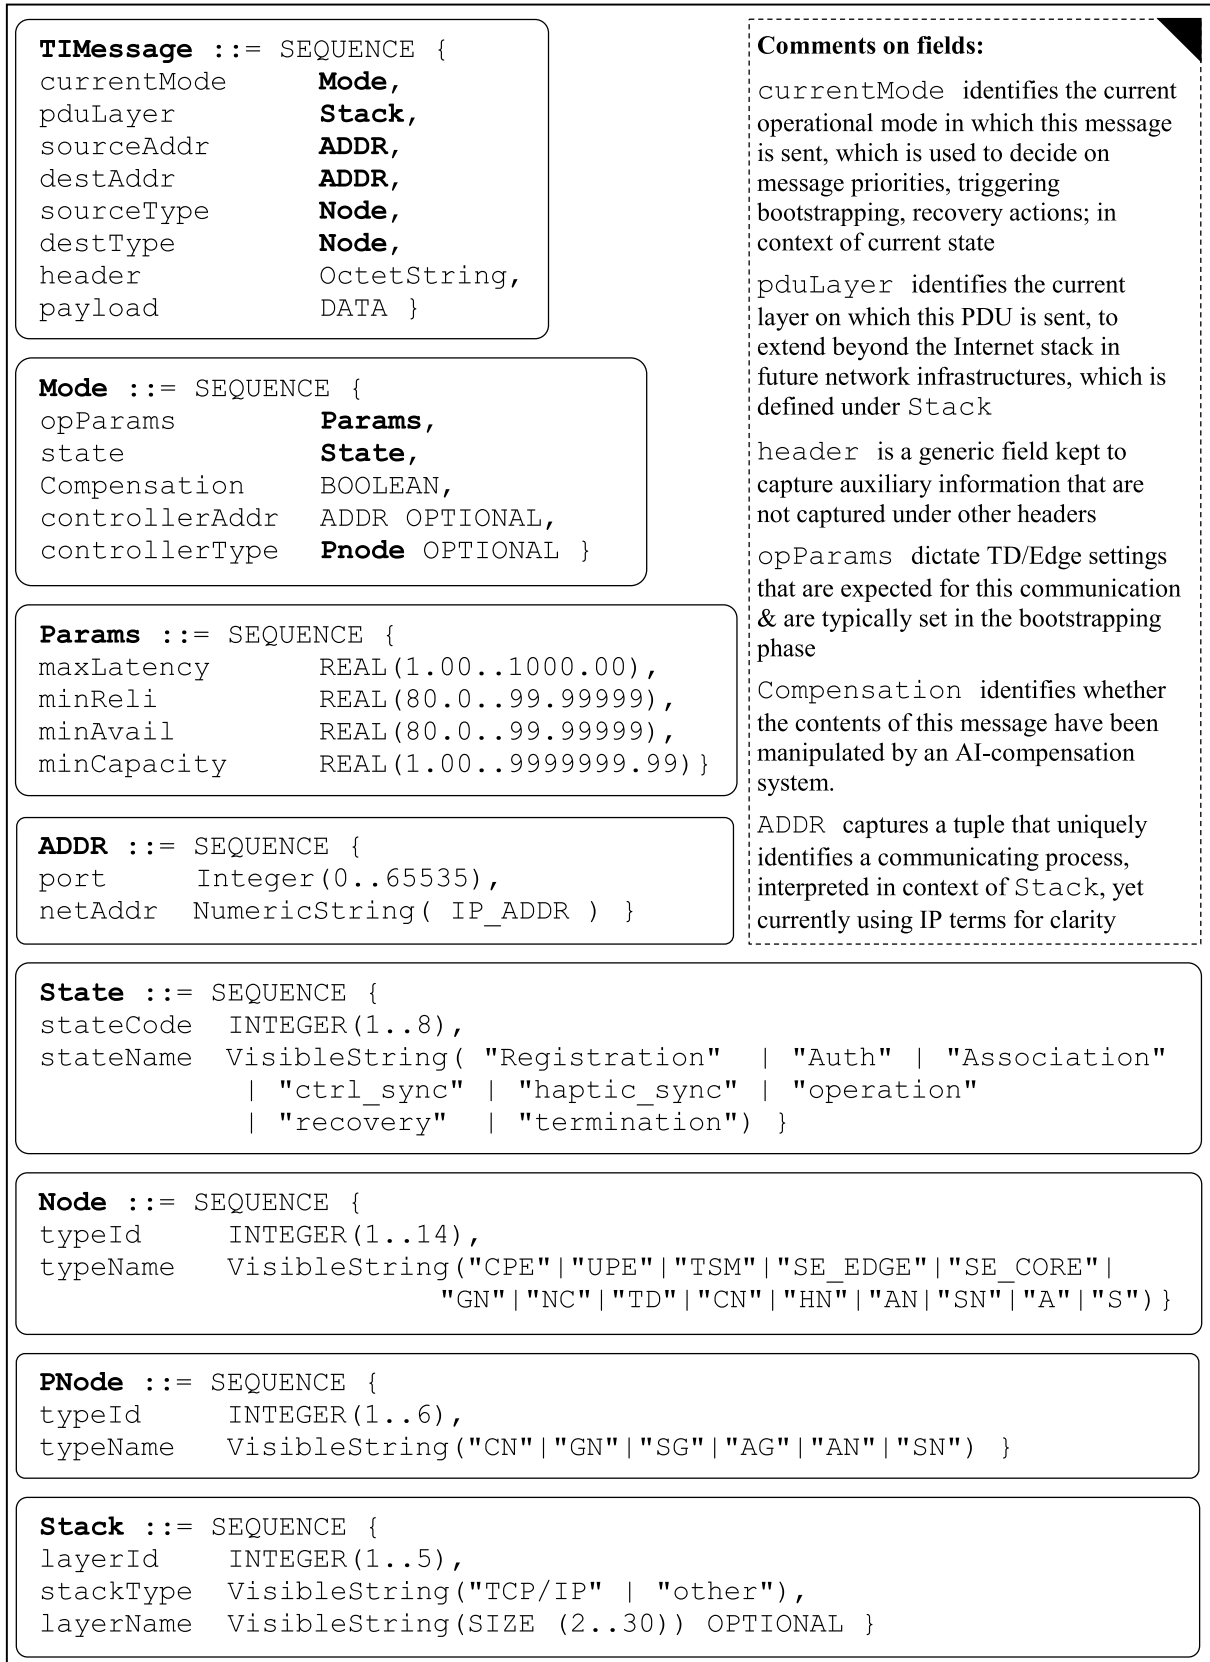 TIMessage ::= SEQUENCE {
currentMode Mode,
pduLayer Stack,
sourceAddr ADDR,
destAddr ADDR,
sourceType Node,
destType Node,
header OctetString,
payload DATA }
Mode ::= SEQUENCE {
opParams Params,
state State,
Compensation BOOLEAN,
controllerAddr ADDR OPTIONAL,
controllerType Pnode OPTIONAL }
Params ::= SEQUENCE {
maxLatency REAL(1.00..1000.00),
minReli REAL(80.0..99.99999),
minAvail REAL(80.0..99.99999),
minCapacity REAL(1.00..9999999.99)}
ADDR ::= SEQUENCE {
port Integer(0..65535),
netAddr NumericString( IP_ADDR ) }
Comments on fields:
currentMode identifies the current
operational mode in which this message
is sent, which is used to decide on
message priorities, triggering
bootstrapping, recovery actions; in
context of current state
pduLayer identifies the current
layer on which this PDU is sent, to
extend beyond the Internet stack in
future network infrastructures, which is
defined under Stack
header is a generic field kept to
capture auxiliary information that are
not captured under other headers
opParams dictate TD/Edge settings
that are expected for this communication
& are typically set in the bootstrapping
phase
Compensation identifies whether
the contents of this message have been
manipulated by an AI-compensation
system.
ADDR captures a tuple that uniquely
identifies a communicating process,
interpreted in context of Stack, yet
currently using IP terms for clarity
State ::= SEQUENCE {
stateCode INTEGER(1..8),
stateName VisibleString( "Registration" | "Auth" | "Association"
| "ctrl_sync" | "haptic_sync" | "operation"
| "recovery" | "termination") }
Node ::= SEQUENCE {
typeId INTEGER(1..14),
typeName VisibleString("CPE"|"UPE"|"TSM"|"SE_EDGE"|"SE_CORE"|
"GN"|"NC"|"TD"|"CN"|"HN"|"AN|"SN"|"A"|"S")}
PNode ::= SEQUENCE {
typeId INTEGER(1..6),
typeName VisibleString("CN"|"GN"|"SG"|"AG"|"AN"|"SN") }
Stack ::= SEQUENCE {
layerId INTEGER(1..5),
stackType VisibleString("TCP/IP" | "other"),
layerName VisibleString(SIZE (2..30)) OPTIONAL }